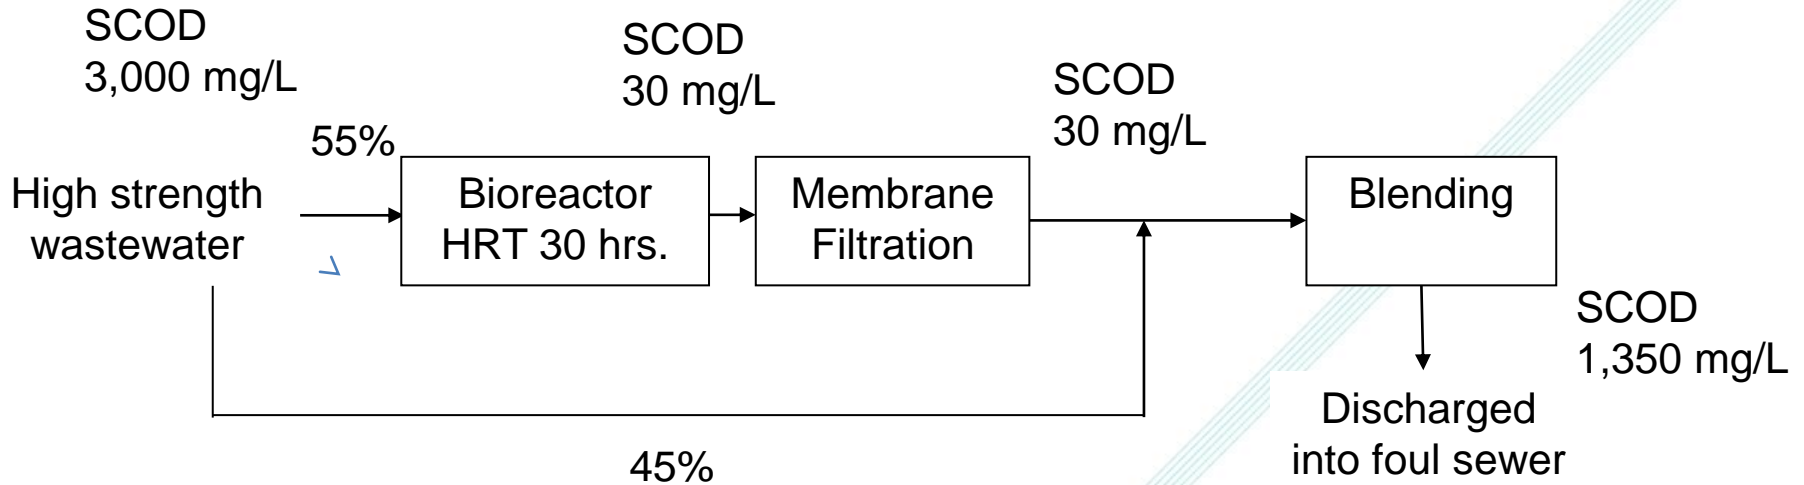 SCOD
3,000 mg/L
SCOD
30 mg/L
SCOD
30 mg/L
55%
High strength
wastewater
Bioreactor
HRT 30 hrs.
Membrane
Filtration
Blending
SCOD
1,350 mg/L
Discharged
into foul sewer
45%